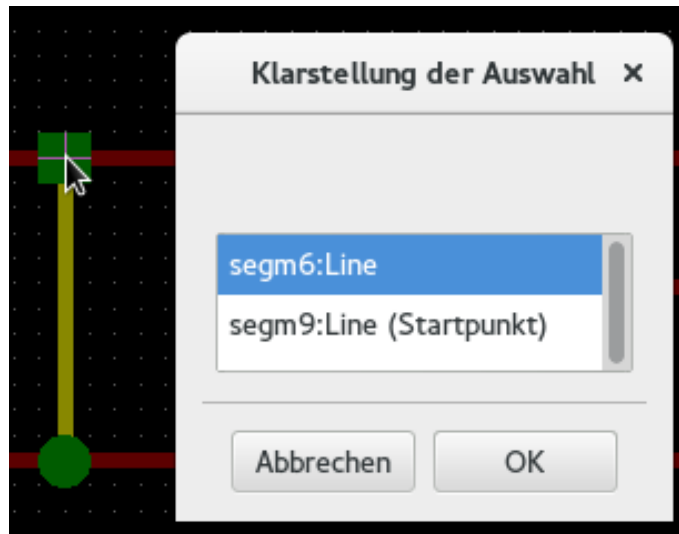 Klarstellung der Auswahl ×
segm6:Line
segm9:Line (Startpunkt)
Abbrechen
OK